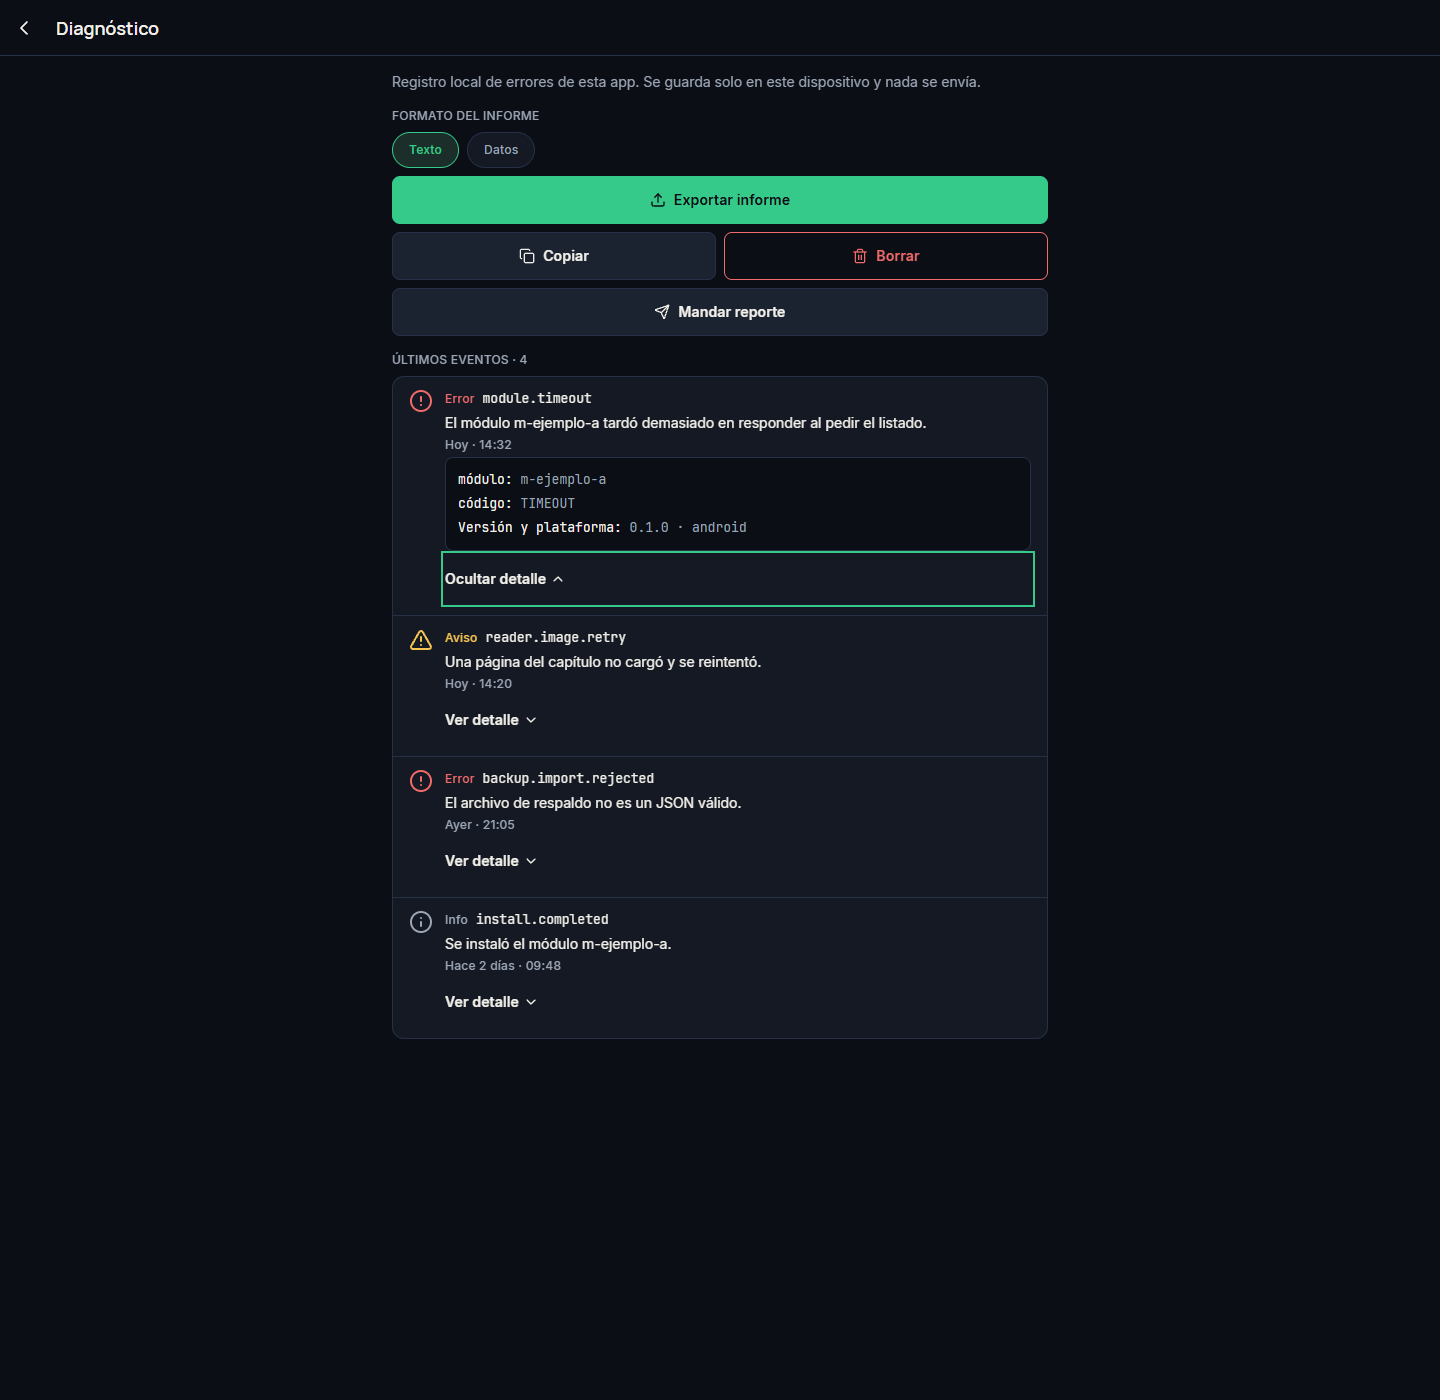 Diagnóstico
Registro local de errores de esta app. Se guarda solo en este dispositivo y nada se envía.
FORMATO DEL INFORME
Texto
Datos
Exportar informe
Copiar
Borrar
Mandar reporte
ÚLTIMOS EVENTOS · 4
Error module.timeout
El módulo m-ejemplo-a tardó demasiado en responder al pedir el listado.
Hoy · 14:32
módulo: m-ejemplo-a
código: TIMEOUT
Versión y plataforma: 0.1.0 · android
Ocultar detalle
Aviso reader.image.retry
Una página del capítulo no cargó y se reintentó.
Hoy · 14:20
Ver detalle
Error backup.import.rejected
El archivo de respaldo no es un JSON válido.
Ayer · 21:05
Ver detalle
Info install.completed
Se instaló el módulo m-ejemplo-a.
Hace 2 días · 09:48
Ver detalle